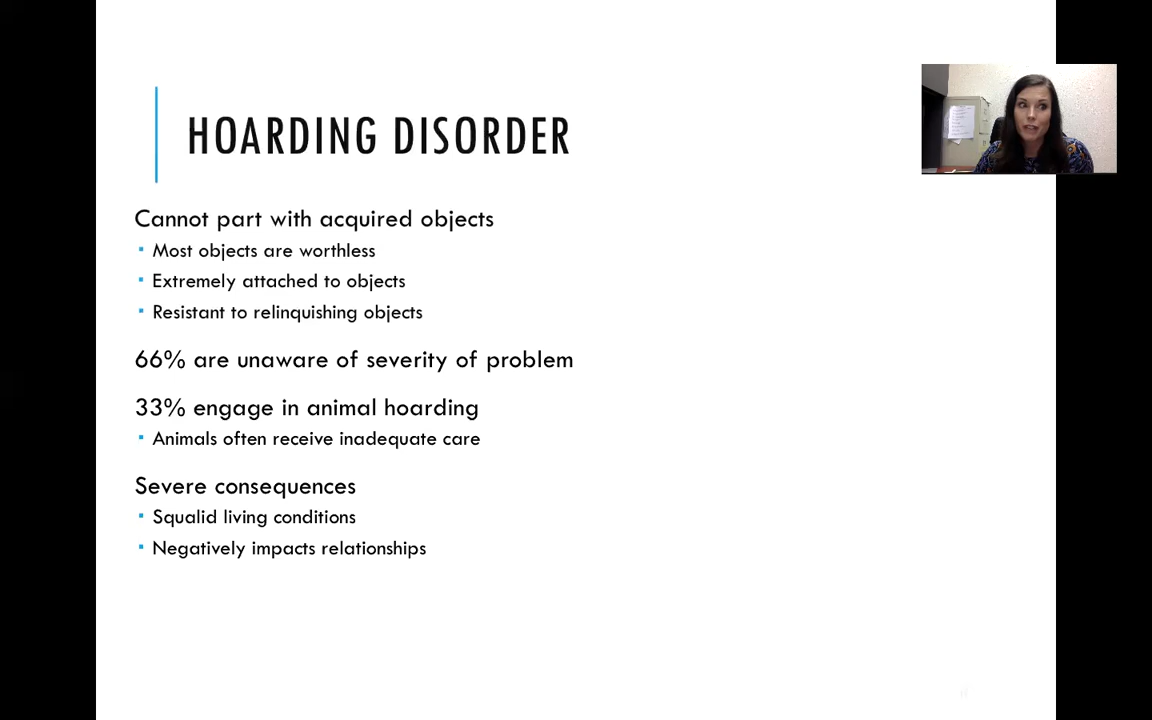 HOARDING DISORDER
Cannot part with acquired objects
▪ Most objects are worthless
▪ Extremely attached to objects
▪ Resistant to relinquishing objects
66% are unaware of severity of problem
33% engage in animal hoarding
▪ Animals often receive inadequate care
Severe consequences
▪ Squalid living conditions
▪ Negatively impacts relationships